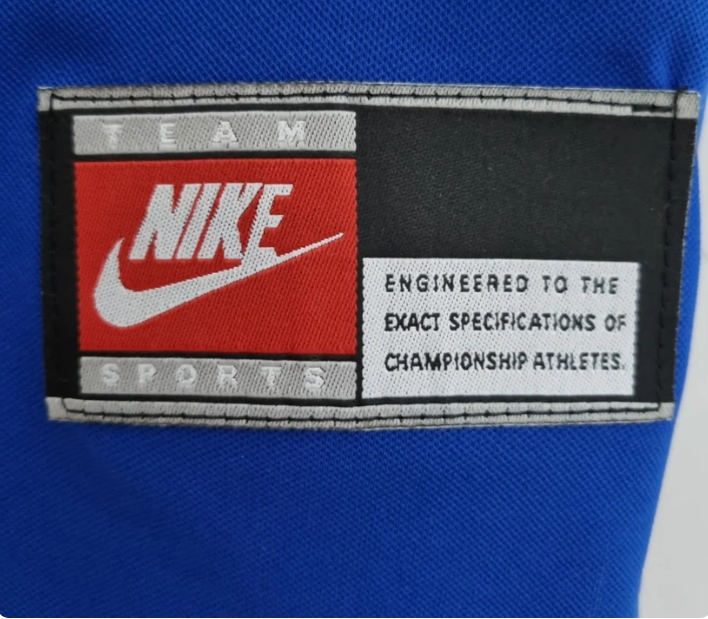 TEAM
NIKE
SPORTS
ENGINEERED TO THE
EXACT SPECIFICATIONS OF
CHAMPIONSHIP ATHLETES.